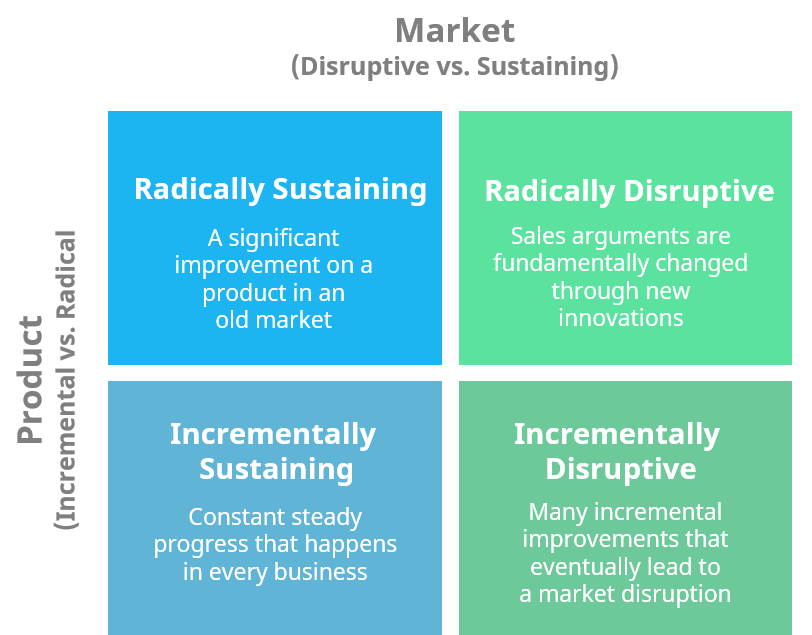 Market
(Disruptive vs. Sustaining)
Product
(Incremental vs. Radical
Radically Sustaining
A significant
improvement on a
product in an
old market
Radically Disruptive
Sales arguments are
fundamentally changed
through new
innovations
Incrementally
Sustaining
Constant steady
progress that happens
in every business
Incrementally
Disruptive
Many incremental
improvements that
eventually lead to
a market disruption